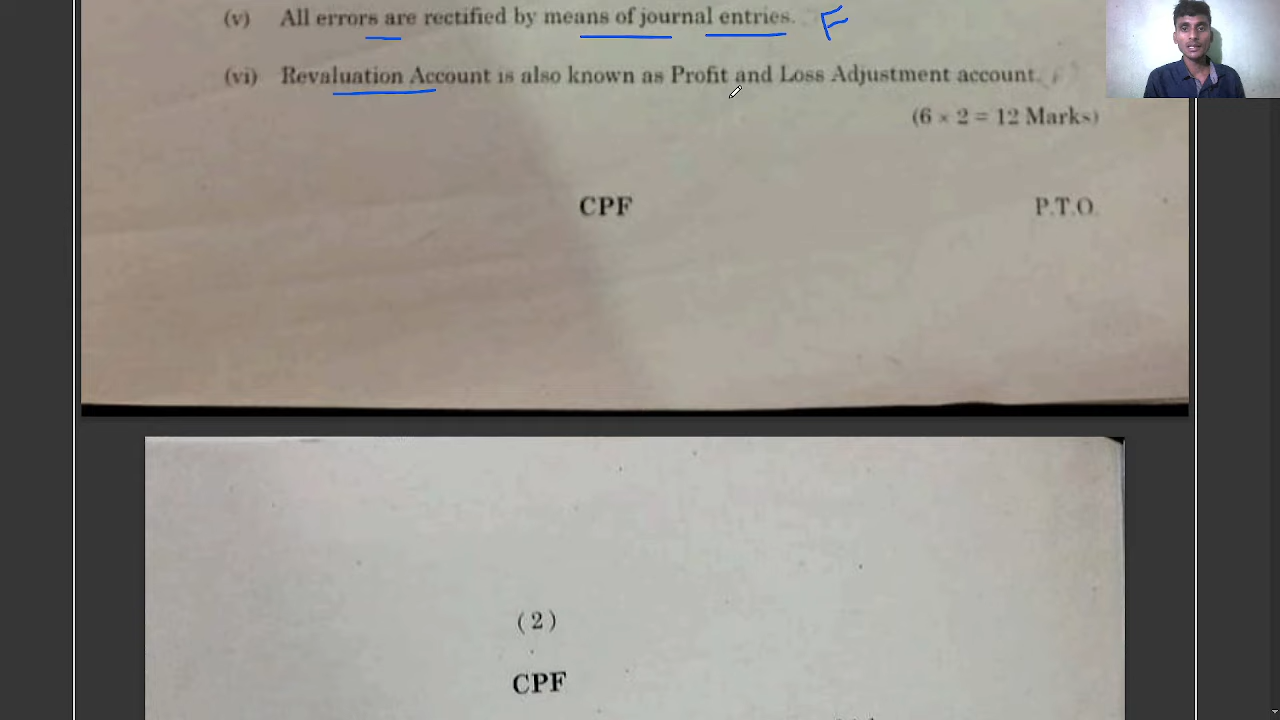 (v) All errors are rectified by means of journal entries. F
(vi) Revaluation Account is also known as Profit and Loss Adjustment account.
(6 × 2 = 12 Marks)
CPF P.T.O.
(2)
CPF